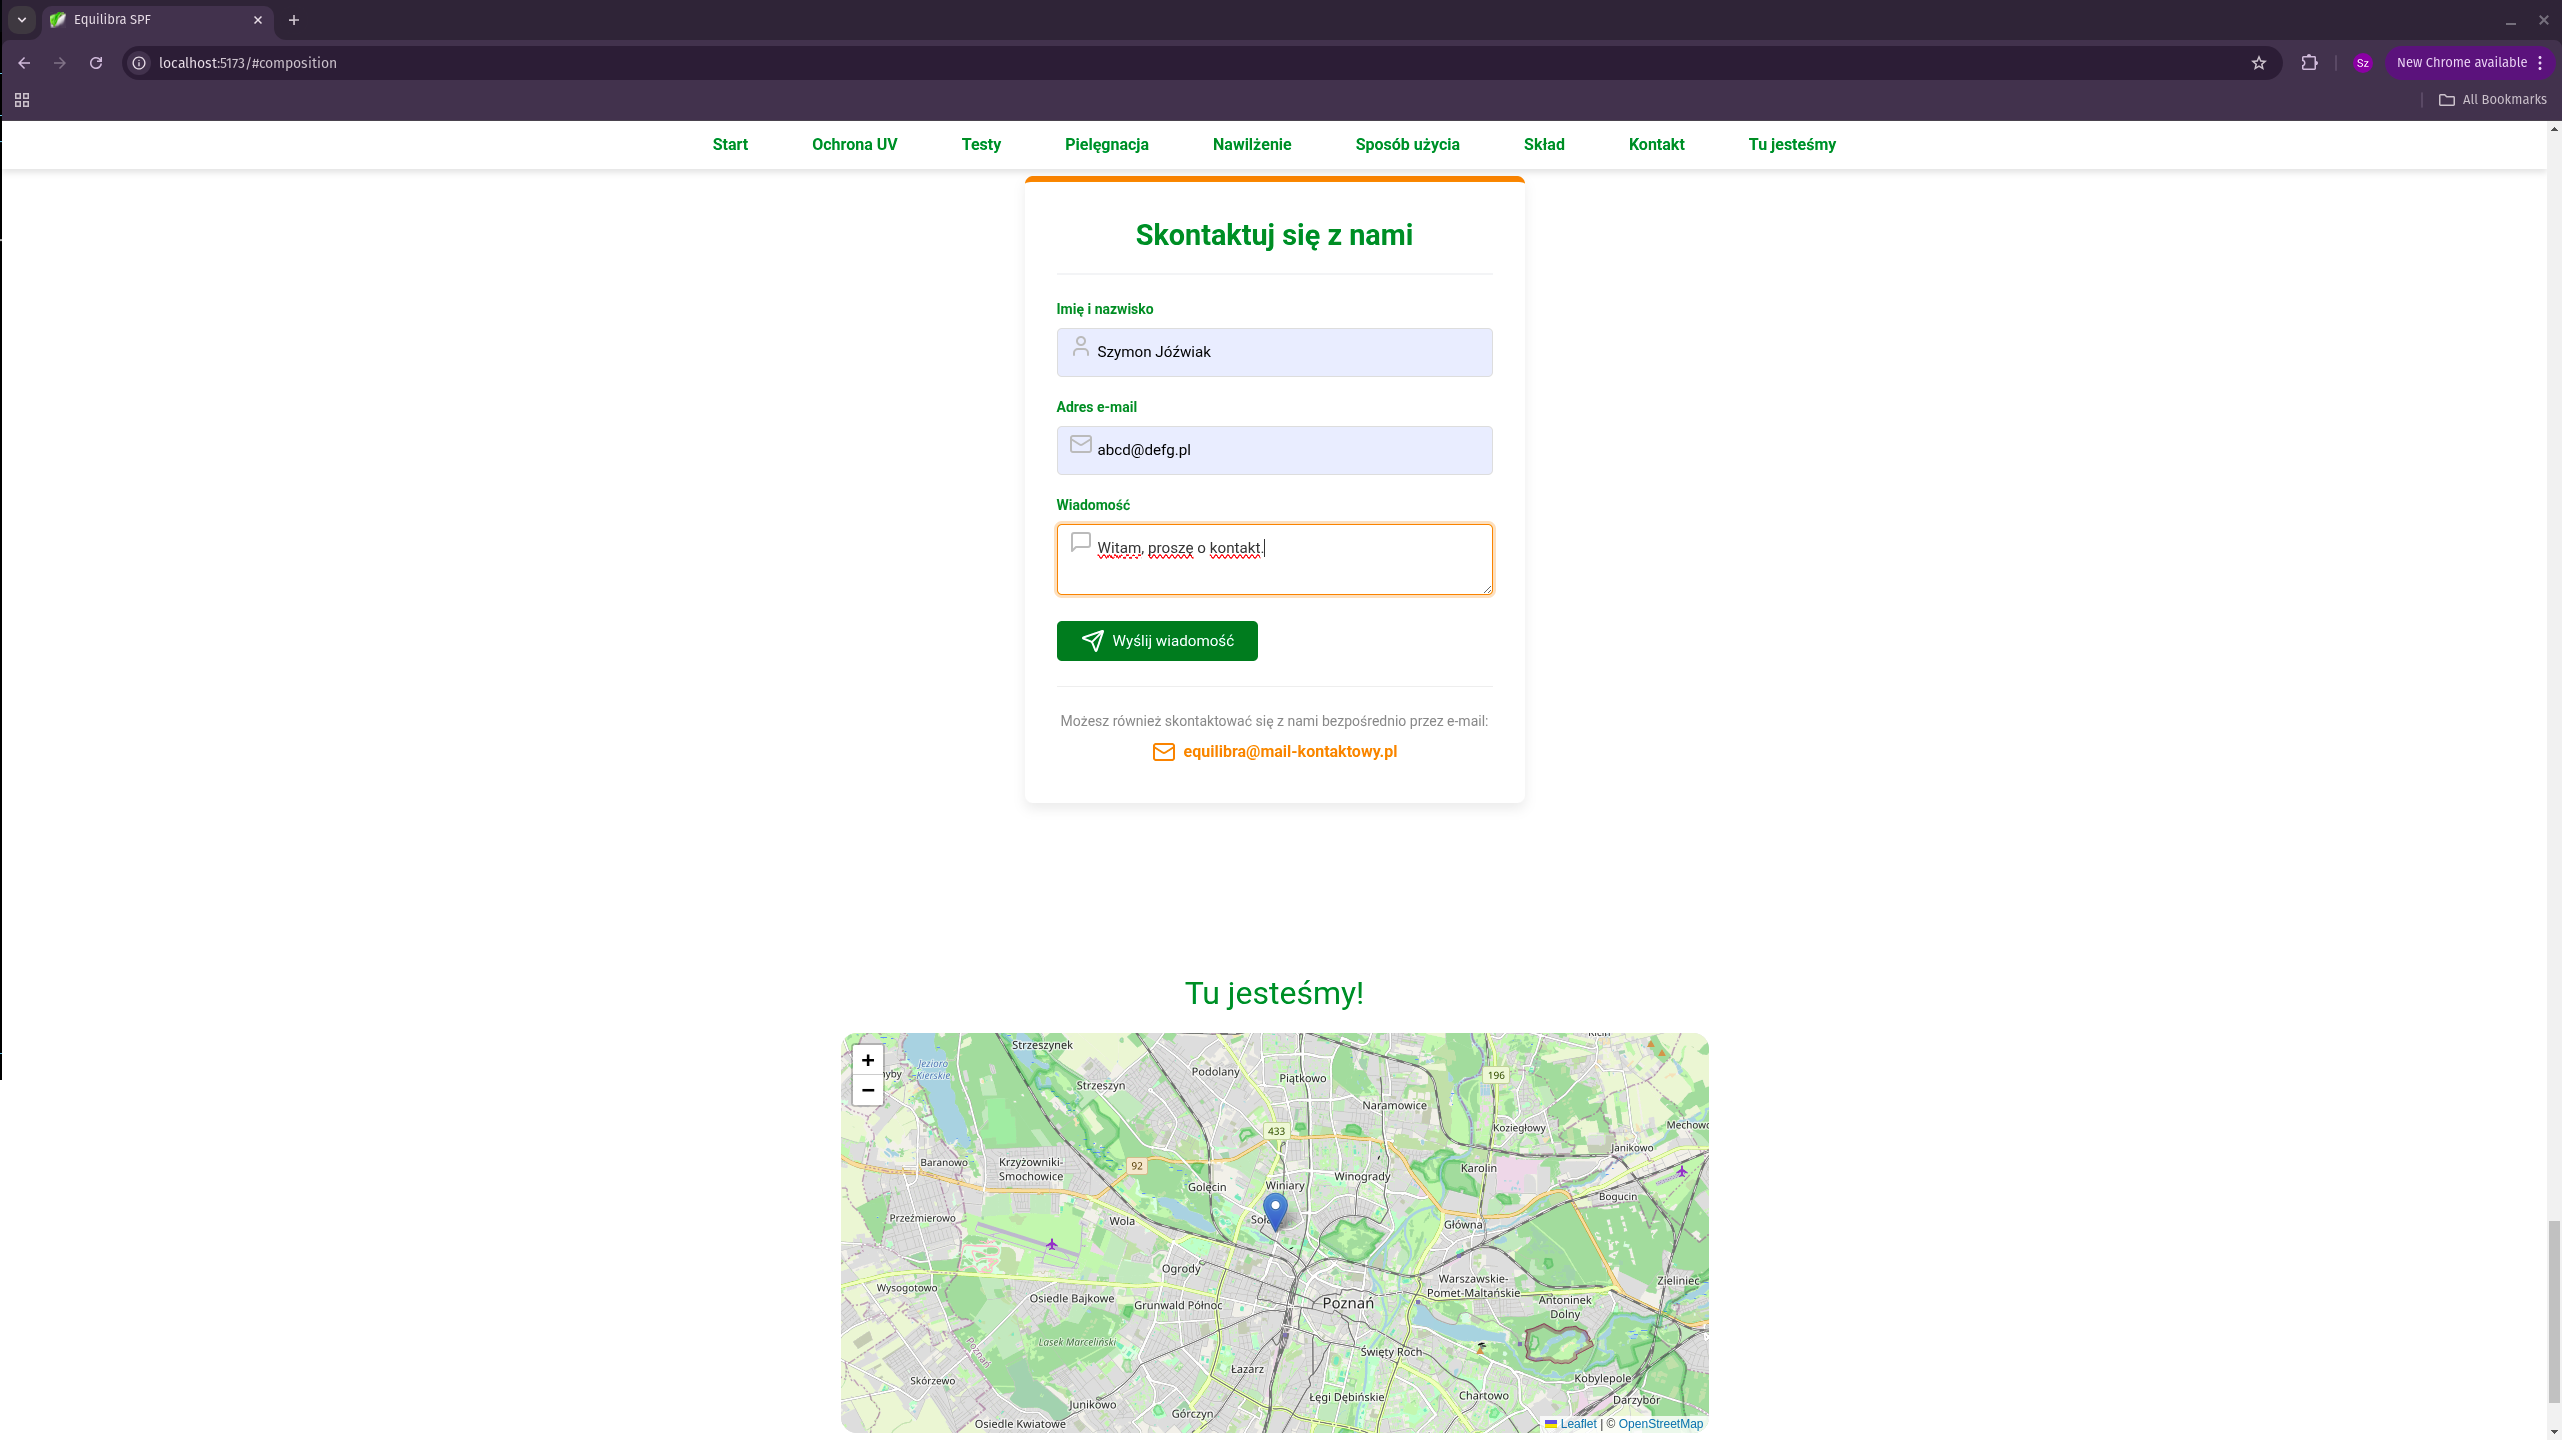 Equilibra SPF
localhost:5173/#composition
Sz
New Chrome available
All Bookmarks
Start Ochrona UV Testy Pielęgnacja Nawilżenie Sposób użycia Skład Kontakt Tu jesteśmy
Skontaktuj się z nami
Imię i nazwisko
Szymon Jóźwiak
Adres e-mail
abcd@defg.pl
Wiadomość
Witam, proszę o kontakt.
Wyślij wiadomość
Możesz również skontaktować się z nami bezpośrednio przez e-mail:
equilibra@mail-kontaktowy.pl
Tu jesteśmy!
+
−
Strzeszynek
Jezioro
Kierskie
Podolany
Piątkowo
196
Strzeszyn
Naramowice
Koziegłowy
433
Janikowo
Baranowo
Krzyżowniki-
Smochowice
92
Karolin
Winogrady
Golęcin
Winiary
Bogucin
Przeźmierowo
Wola
Główna
Ogrody
Wysogotowo
Warszawskie-
Pomet-Maltańskie
Zieliniec
Osiedle Bajkowe
Grunwald Północ
Poznań
Antoninek
Dolny
Lasek Marceliński
Poznań
Święty Roch
Łazarz
Skórzewo
Kobylepole
Łęgi Dębińskie
Chartowo
Darzybór
Junikowo
Górczyn
Osiedle Kwiatowe
Leaflet | © OpenStreetMap